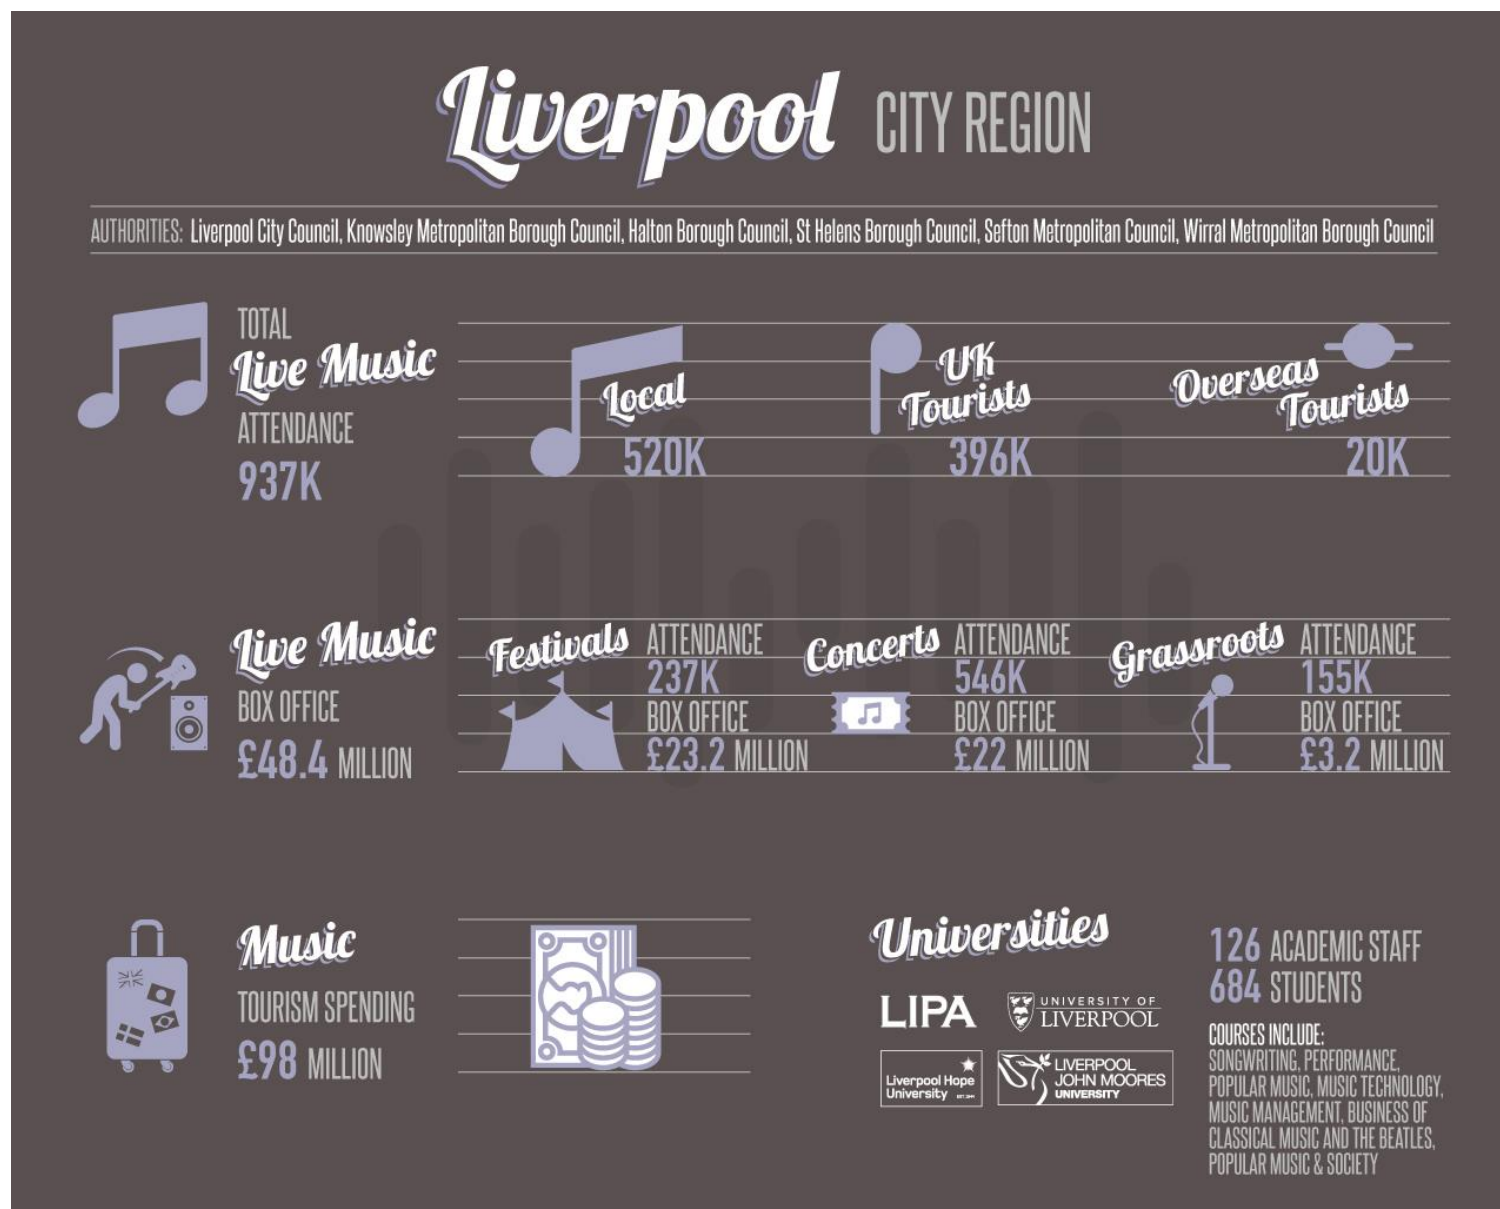 Liverpool CITY REGION
AUTHORITIES: Liverpool City Council, Knowsley Metropolitan Borough Council, Halton Borough Council, St Helens Borough Council, Sefton Metropolitan Council, Wirral Metropolitan Borough Council
TOTAL
Live Music
ATTENDANCE
937K
Local
520K
UK
Tourists
396K
Overseas
Tourists
20K
Live Music
BOX OFFICE
£48.4 MILLION
Festivals
ATTENDANCE
237K
BOX OFFICE
£23.2 MILLION
Concerts
ATTENDANCE
546K
BOX OFFICE
£22 MILLION
Grassroots
ATTENDANCE
155K
BOX OFFICE
£3.2 MILLION
Music
TOURISM SPENDING
£98 MILLION
Universities
LIPA
UNIVERSITY OF
LIVERPOOL
Liverpool Hope
University
LIVERPOOL
JOHN MOORES
UNIVERSITY
126 ACADEMIC STAFF
684 STUDENTS
COURSES INCLUDE:
SONGWRITING, PERFORMANCE,
POPULAR MUSIC, MUSIC TECHNOLOGY,
MUSIC MANAGEMENT, BUSINESS OF
CLASSICAL MUSIC AND THE BEATLES,
POPULAR MUSIC & SOCIETY